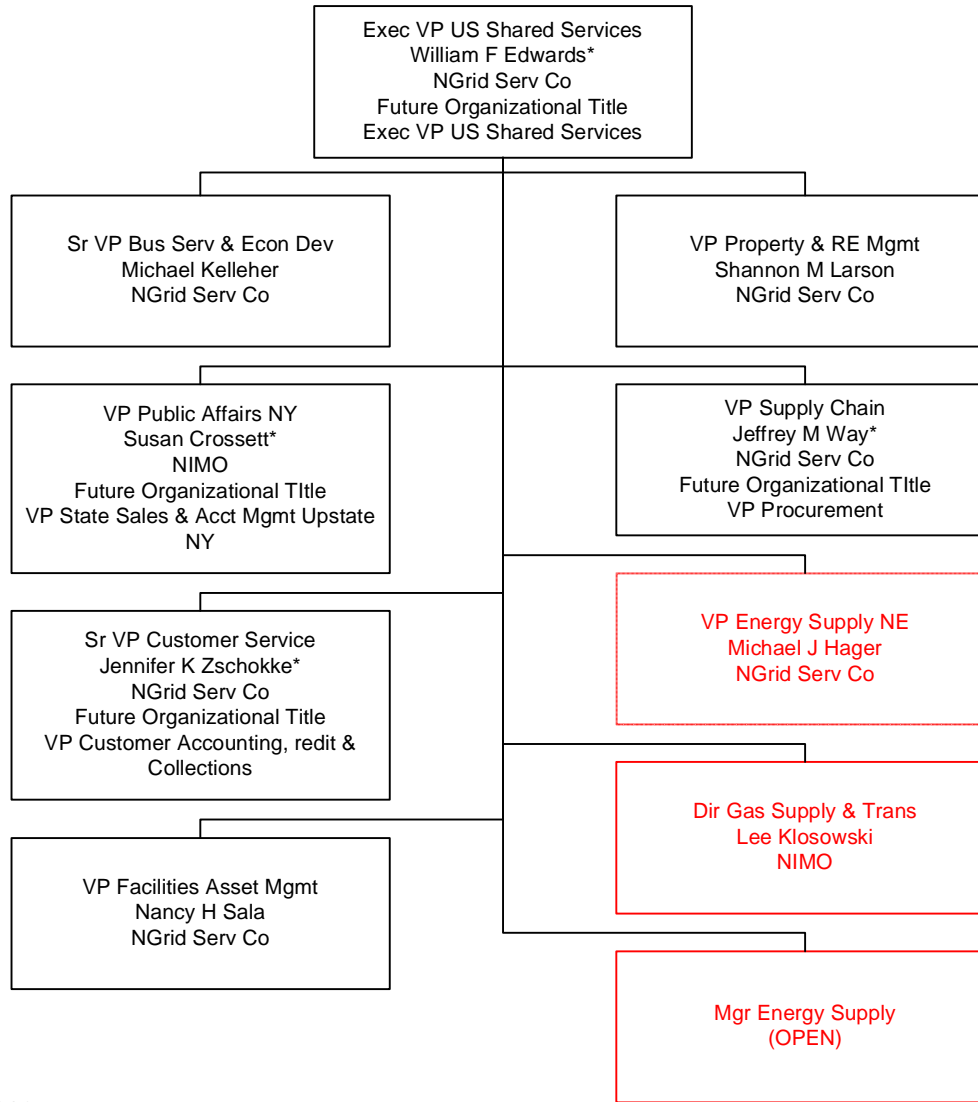 Exec VP US Shared Services
William F Edwards*
NGrid Serv Co
Future Organizational Title
Exec VP US Shared Services
Sr VP Bus Serv & Econ Dev
Michael Kelleher
NGrid Serv Co
VP Property & RE Mgmt
Shannon M Larson
NGrid Serv Co
VP Public Affairs NY
Susan Crossett*
NIMO
Future Organizational TItle
VP State Sales & Acct Mgmt Upstate
NY
VP Supply Chain
Jeffrey M Way*
NGrid Serv Co
Future Organizational TItle
VP Procurement
VP Energy Supply NE
Michael J Hager
NGrid Serv Co
Sr VP Customer Service
Jennifer K Zschokke*
NGrid Serv Co
Future Organizational Title
VP Customer Accounting, redit &
Collections
Dir Gas Supply & Trans
Lee Klosowski
NIMO
VP Facilities Asset Mgmt
Nancy H Sala
NGrid Serv Co
Mgr Energy Supply
(OPEN)